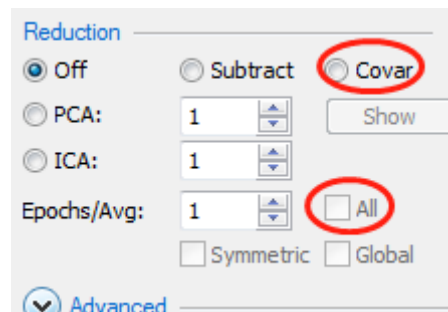 Reduction
Off Subtract Covar
PCA: 1 Show
ICA: 1
Epochs/Avg: 1 All
Symmetric Global
Advanced